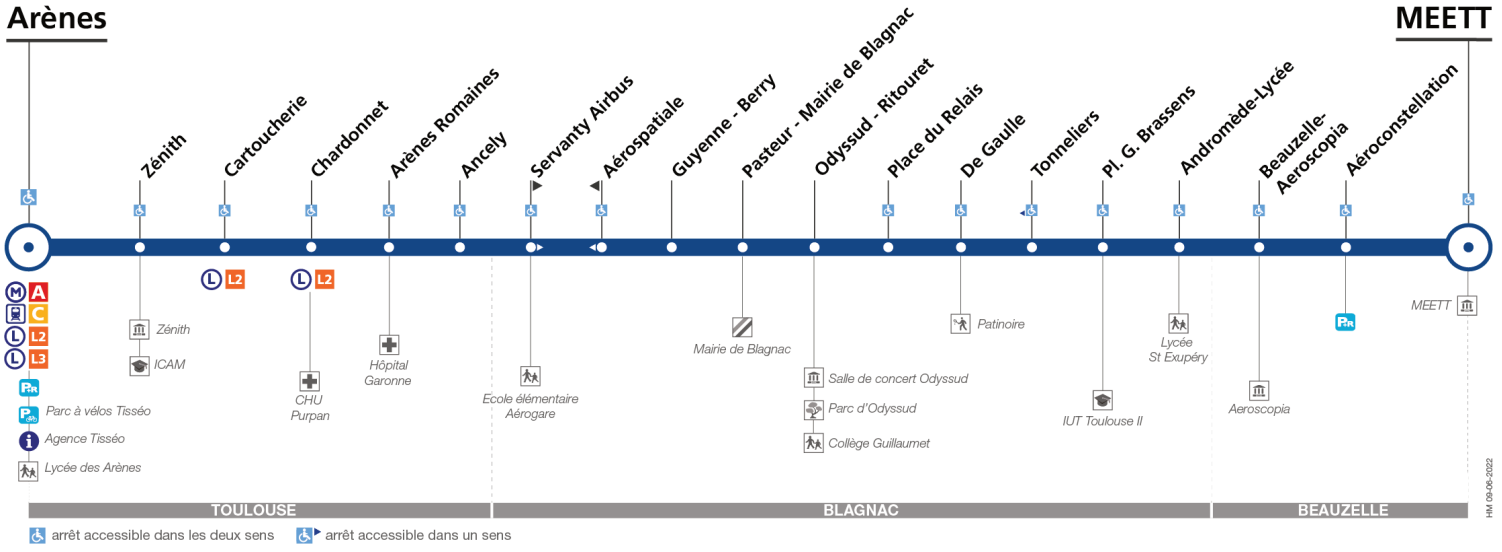 Arènes
MEETT
Zénith
Cartoucherie
Chardonnet
Arènes Romaines
Ancely
Servanty Airbus
Aérospatiale
Guyenne - Berry
Pasteur - Mairie de Blagnac
Odyssud - Ritouret
Place du Relais
De Gaulle
Tonneliers
Pl. G. Brassens
Andromède-Lycée
Beauzelle-
Aeroscopia
Aéroconstellation
M A
C
L L2
L L3
P+R
P
Parc à vélos Tisséo
i
Agence Tisséo
Lycée des Arènes
Zénith
ICAM
L L2
L L2
CHU
Purpan
Hôpital
Garonne
Ecole élémentaire
Aérogare
Mairie de Blagnac
Salle de concert Odyssud
Parc d'Odyssud
Collège Guillaumet
Patinoire
IUT Toulouse II
Lycée
St Exupéry
Aeroscopia
P+R
MEETT
HM 09-06-2022
TOULOUSE
BLAGNAC
BEAUZELLE
arrêt accessible dans les deux sens
arrêt accessible dans un sens